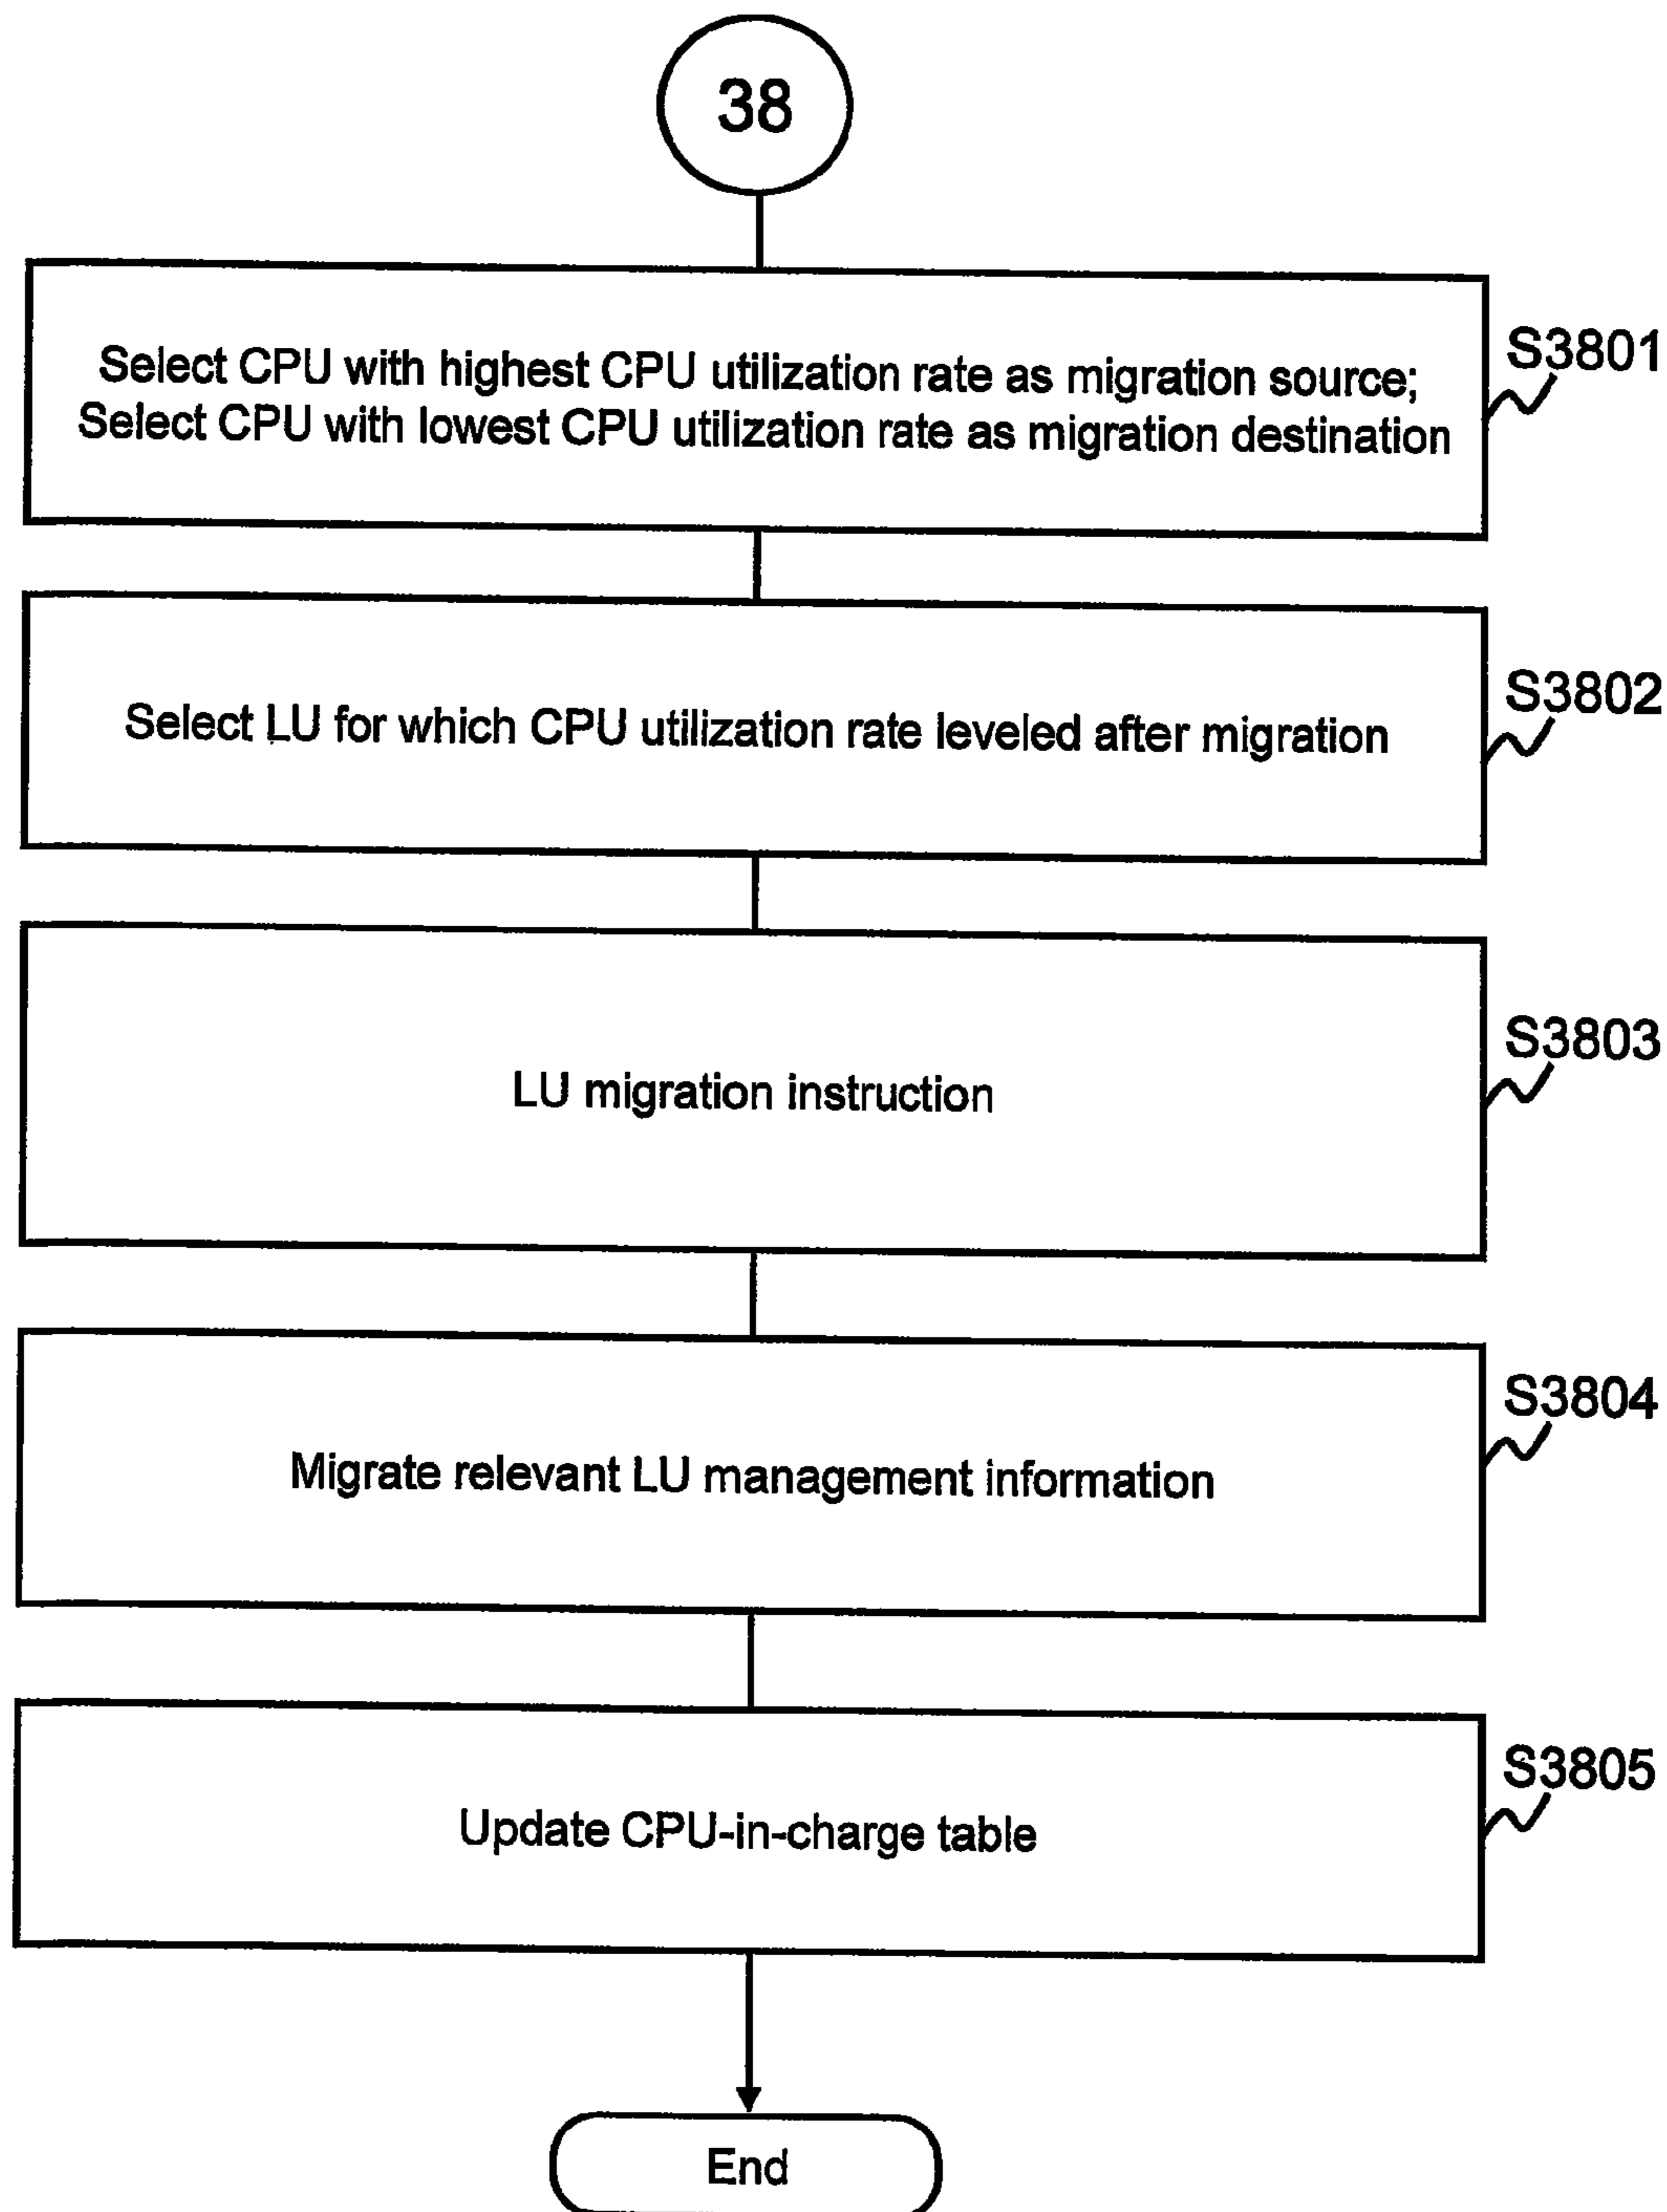 38
Select CPU with highest CPU utilization rate as migration source;
Select CPU with lowest CPU utilization rate as migration destination
S3801
Select LU for which CPU utilization rate leveled after migration
S3802
LU migration instruction
S3803
Migrate relevant LU management information
S3804
Update CPU-in-charge table
S3805
End